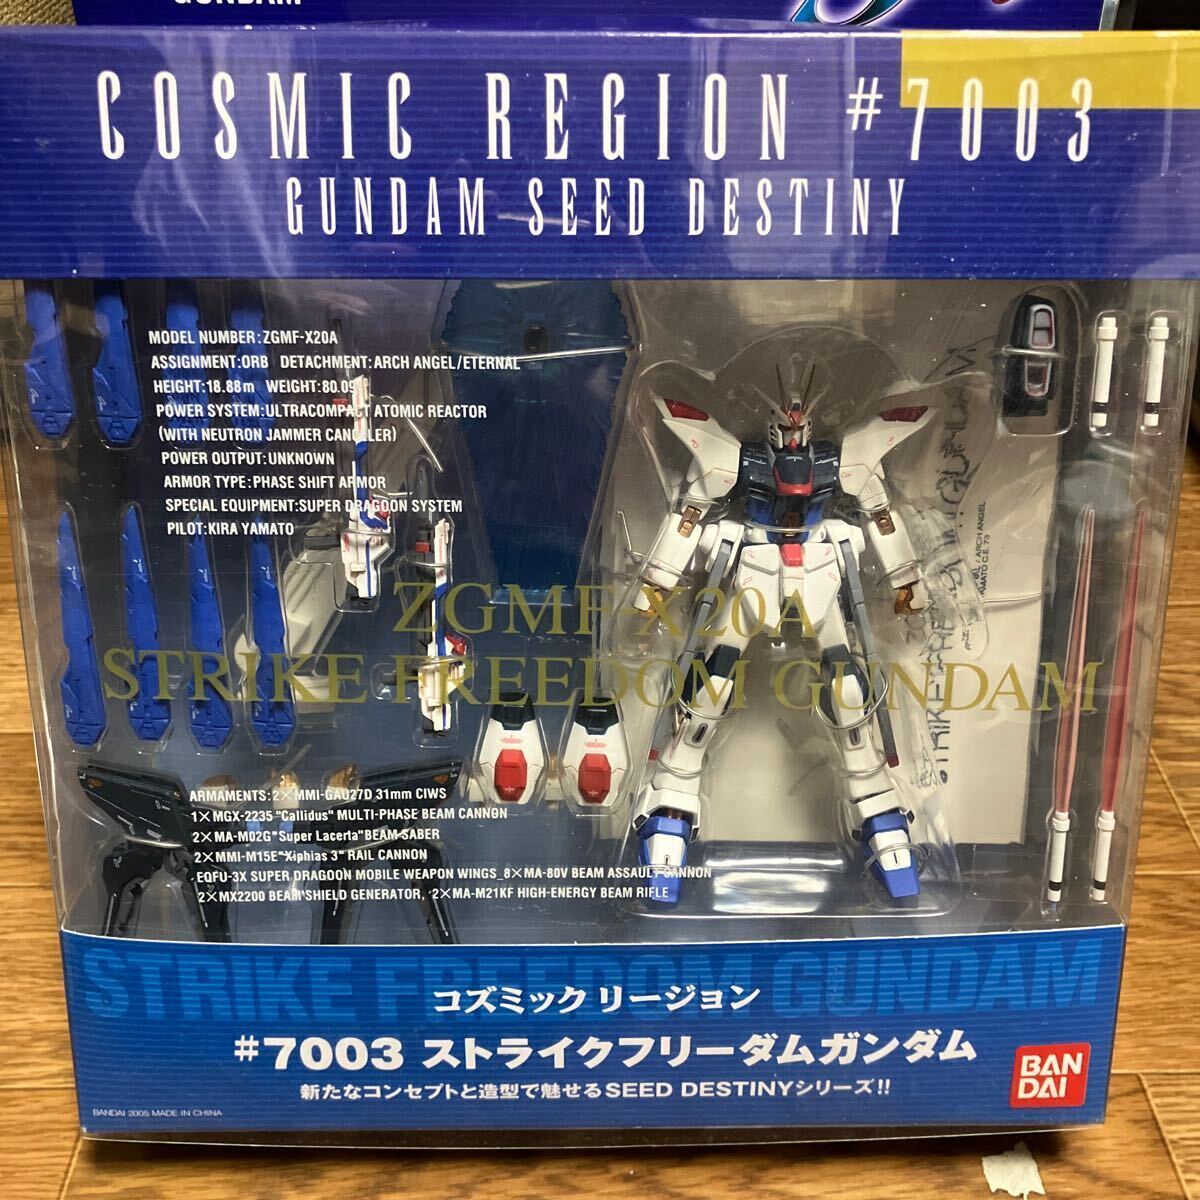 GUNDAM
COSMIC REGION #7003
GUNDAM SEED DESTINY
MODEL NUMBER:ZGMF-X20A
ASSIGNMENT:ORB DETACHMENT:ARCH ANGEL/ETERNAL
HEIGHT:18.88m WEIGHT:80.09
POWER SYSTEM:ULTRACOMPACT ATOMIC REACTOR
(WITH NEUTRON JAMMER CANCELLER)
POWER OUTPUT:UNKNOWN
ARMOR TYPE:PHASE SHIFT ARMOR
SPECIAL EQUIPMENT:SUPER DRAGOON SYSTEM
PILOT:KIRA YAMATO
ZGMF-X20A
STRIKE FREEDOM GUNDAM
ARMAMENTS:2×MMI-GAU27D 31mm CIWS
1×MGX-2235 "Callidus" MULTI-PHASE BEAM CANNON
2×MA-M02G "Super Lacerta" BEAM SABER
2×MMI-M15E "Xiphias 3" RAIL CANNON
EQFU-3X SUPER DRAGOON MOBILE WEAPON WINGS_8×MA-80V BEAM ASSAULT CANNON
2×MX2200 BEAM SHIELD GENERATOR, 2×MA-M21KF HIGH-ENERGY BEAM RIFLE
STRIKE FREEDOM GUNDAM
コズミック リージョン
#7003 ストライクフリーダムガンダム
新たなコンセプトと造型で魅せるSEED DESTINYシリーズ!!
BANDAI 2005 MADE IN CHINA
BAN
DAI